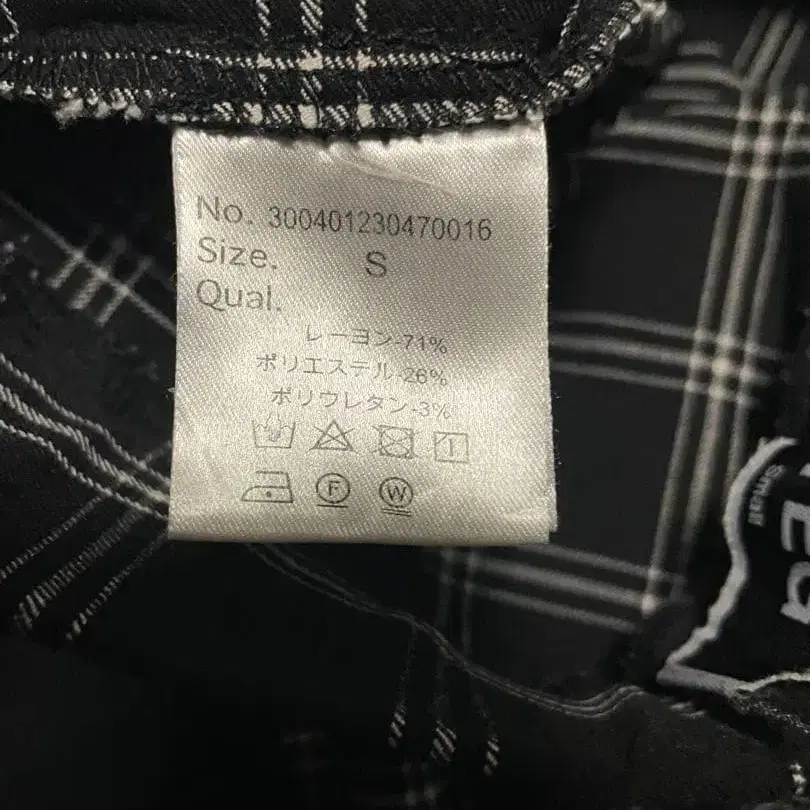 No. 300401230470016
Size. S
Qual.
レーヨン-71%
ポリエステル-26%
ポリウレタン-3%
F W
Small